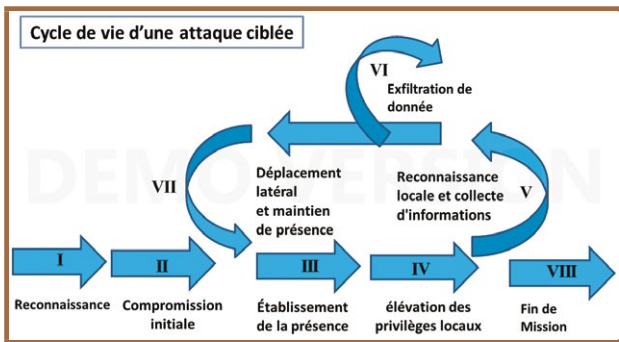 Cycle de vie d'une attaque ciblée
VI
Exfiltration de
donnée
DEMO VERSION
VII
Déplacement
latéral
et maintien
de présence
Reconnaissance
locale et collecte
d'informations
V
I
II
III
IV
VIII
Reconnaissance
Compromission
initiale
Établissement
de la présence
élévation des
privilèges locaux
Fin de
Mission